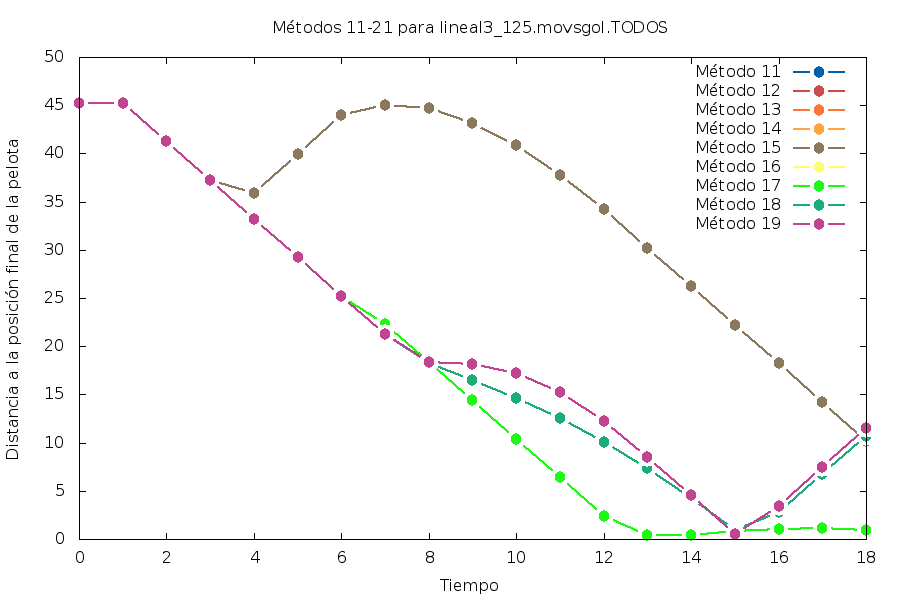 Métodos 11-21 para lineal3_125.movsgol.TODOS
Distancia a la posición final de la pelota
50
45
40
35
30
25
20
15
10
5
0
0 2 4 6 8 10 12 14 16 18
Tiempo
Método 11
Método 12
Método 13
Método 14
Método 15
Método 16
Método 17
Método 18
Método 19